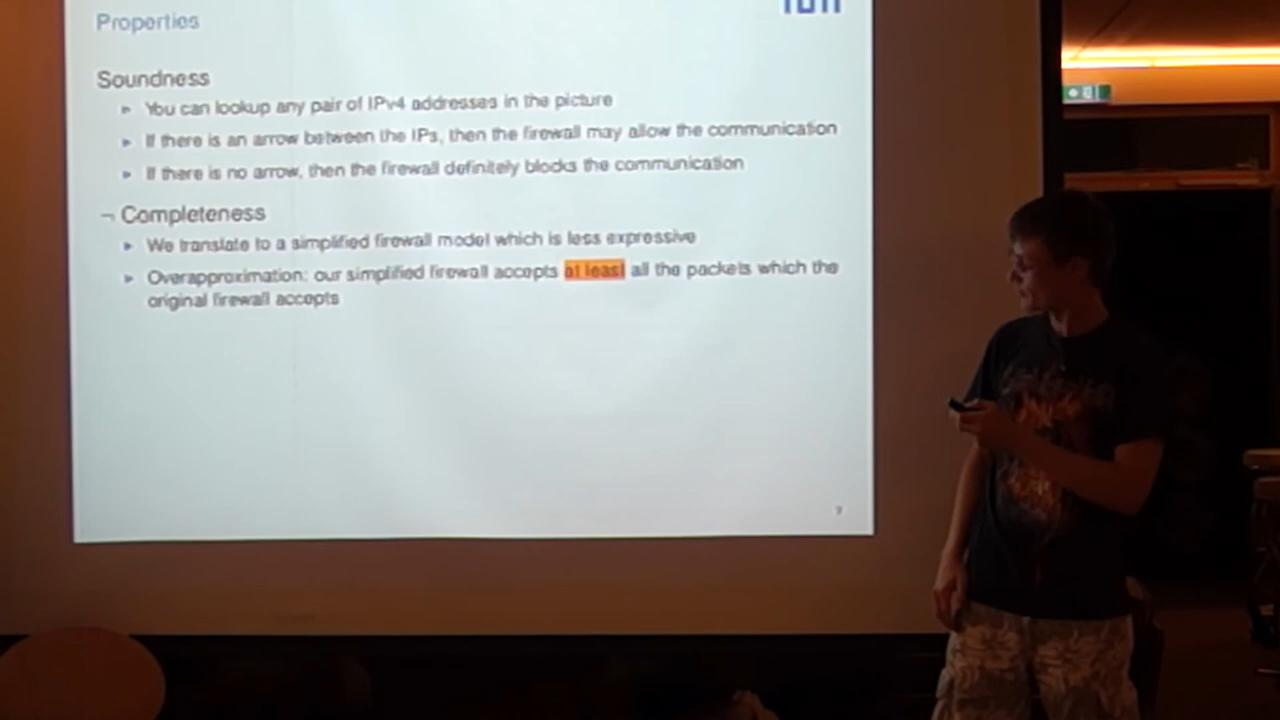 Properties
Soundness
You can lookup any pair of IPv4 addresses in the picture
If there is an arrow between the IPs, then the firewall may allow the communication
If there is no arrow, then the firewall definitely blocks the communication
¬ Completeness
We translate to a simplified firewall model which is less expressive
Overapproximation: our simplified firewall accepts at least all the packets which the
original firewall accepts
7